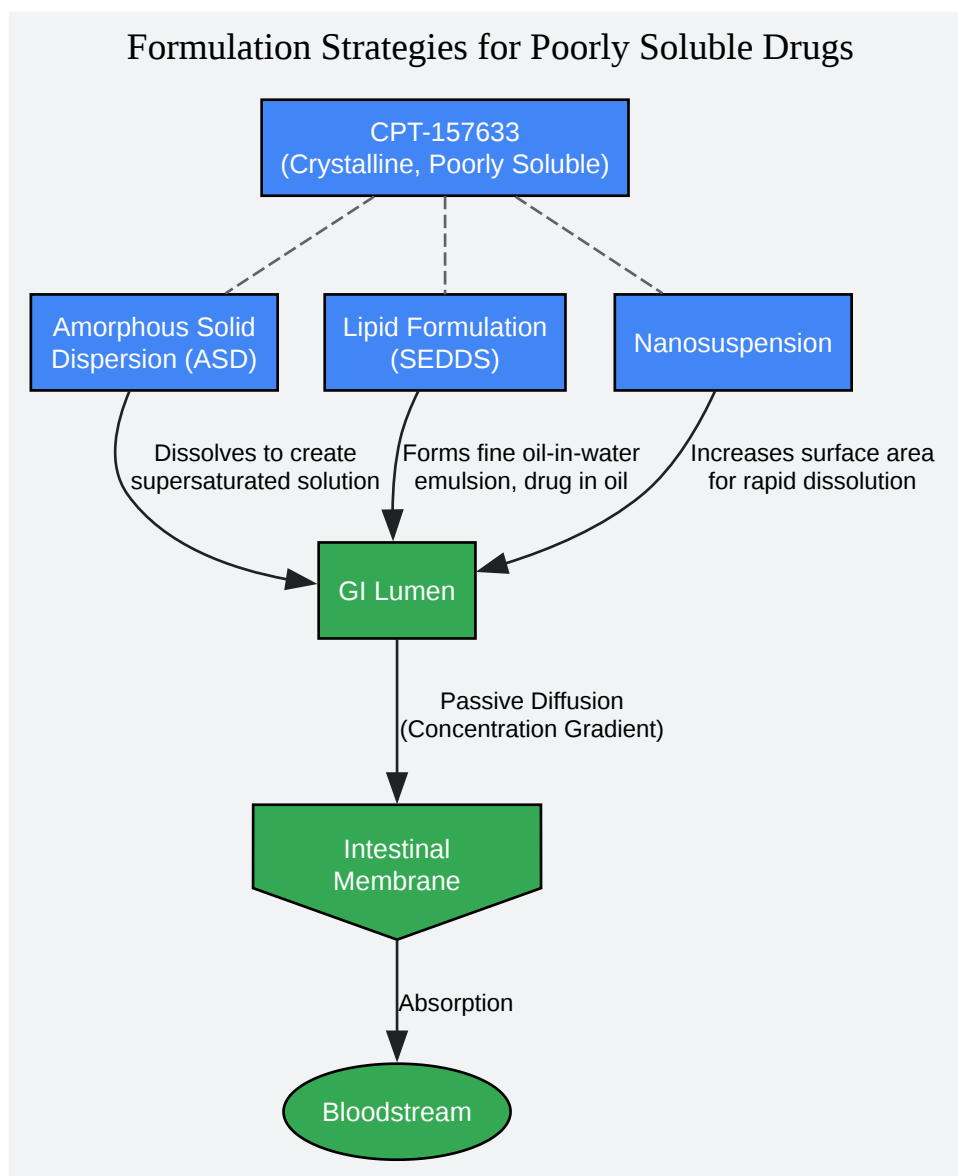 Formulation Strategies for Poorly Soluble Drugs
CPT-157633
(Crystalline, Poorly Soluble)
Amorphous Solid
Dispersion (ASD)
Lipid Formulation
(SEDDS)
Nanosuspension
Dissolves to create
supersaturated solution
Forms fine oil-in-water
emulsion, drug in oil
Increases surface area
for rapid dissolution
GI Lumen
Passive Diffusion
(Concentration Gradient)
Intestinal
Membrane
Absorption
Bloodstream